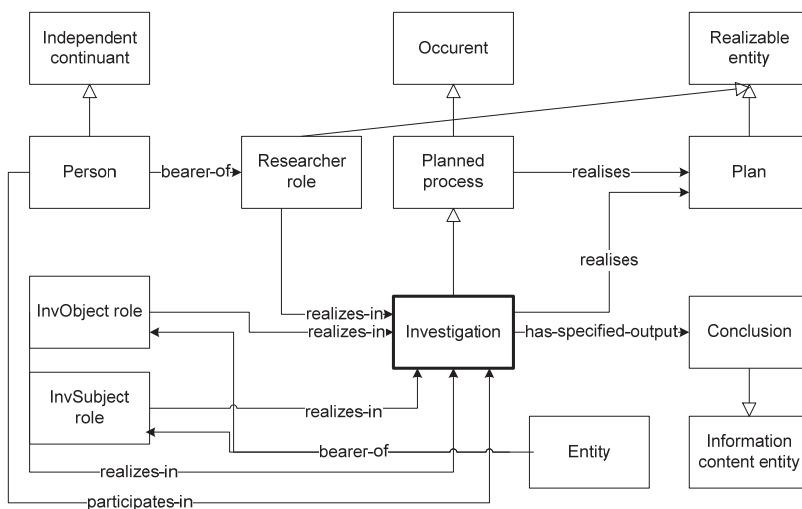 Independent
continuant
Occurent
Realizable
entity
Person
bearer-of
Researcher
role
Planned
process
realises
Plan
realises
InvObject role
realizes-in
realizes-in
Investigation
has-specified-output
Conclusion
InvSubject
role
realizes-in
bearer-of
Entity
Information
content entity
realizes-in
participates-in